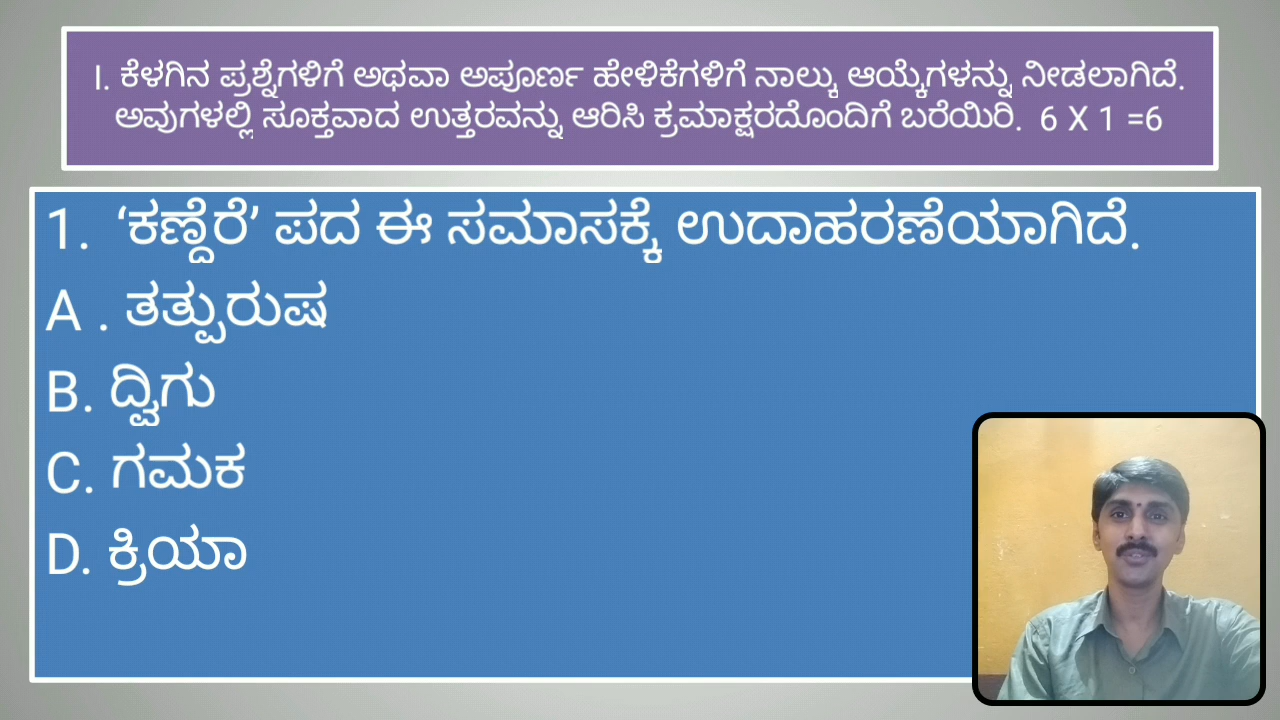 I. ಕೆಳಗಿನ ಪ್ರಶ್ನೆಗಳಿಗೆ ಅಥವಾ ಅಪೂರ್ಣ ಹೇಳಿಕೆಗಳಿಗೆ ನಾಲ್ಕು ಆಯ್ಕೆಗಳನ್ನು ನೀಡಲಾಗಿದೆ.
ಅವುಗಳಲ್ಲಿ ಸೂಕ್ತವಾದ ಉತ್ತರವನ್ನು ಆರಿಸಿ ಕ್ರಮಾಕ್ಷರದೊಂದಿಗೆ ಬರೆಯಿರಿ. 6 X 1 =6
1. ‘ಕಣ್ದೆರೆ’ ಪದ ಈ ಸಮಾಸಕ್ಕೆ ಉದಾಹರಣೆಯಾಗಿದೆ.
A . ತತ್ಪುರುಷ
B. ದ್ವಿಗು
C. ಗಮಕ
D. ಕ್ರಿಯಾ